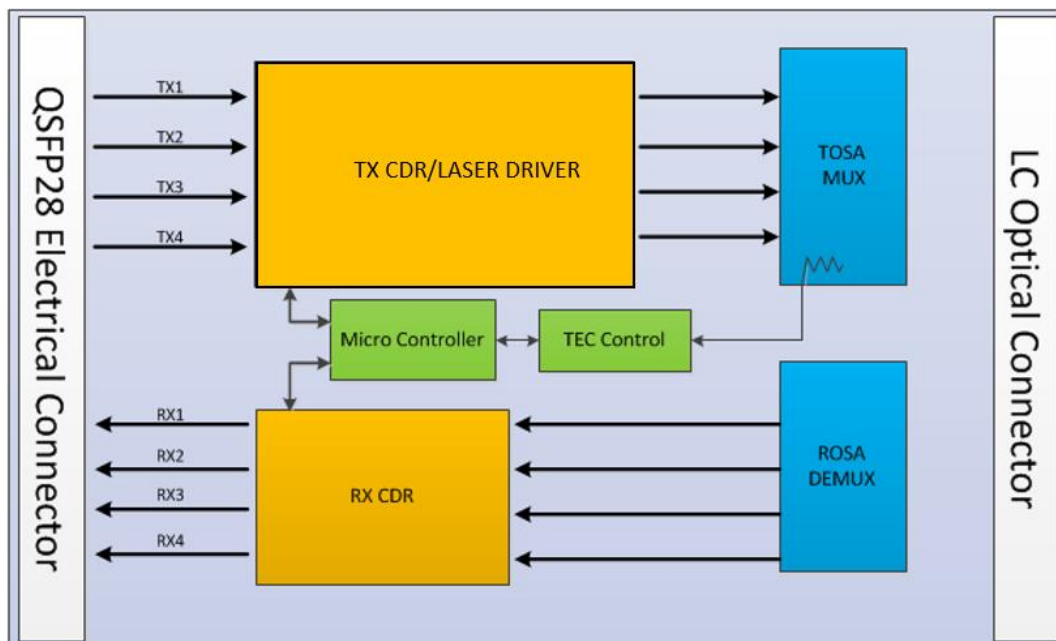 QSFP28 Electrical Connector
TX1
TX2
TX3
TX4
TX CDR/LASER DRIVER
TOSA
MUX
Micro Controller
TEC Control
RX1
RX2
RX3
RX4
RX CDR
ROSA
DEMUX
LC Optical Connector